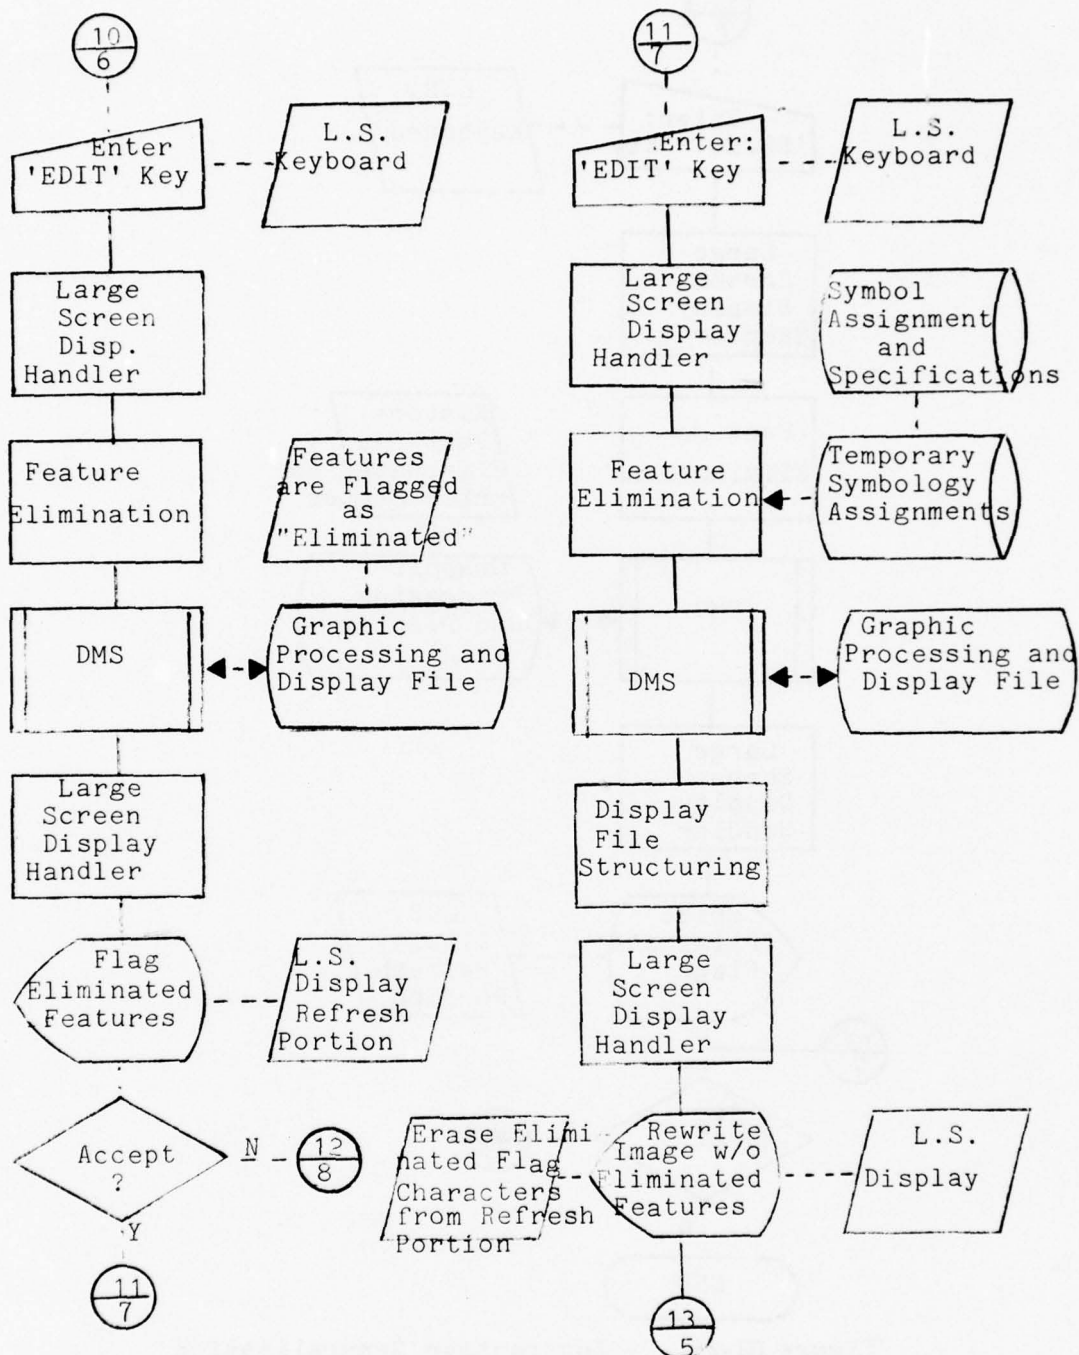 10
6
Enter
'EDIT' Key
L.S.
Keyboard
Large
Screen
Disp.
Handler
Feature
Elimination
Features
are Flagged
as
"Eliminated"
DMS
Graphic
Processing and
Display File
Large
Screen
Display
Handler
Flag
Eliminated
Features
L.S.
Display
Refresh
Portion
Accept
?
N
12
8
Y
11
7
11
7
Enter:
'EDIT' Key
L.S.
Keyboard
Large
Screen
Display
Handler
Symbol
Assignment
and
Specifications
Feature
Elimination
Temporary
Symbology
Assignments
DMS
Graphic
Processing and
Display File
Display
File
Structuring
Large
Screen
Display
Handler
Erase Elimi-
nated Flag
Characters
from Refresh
Portion
Rewrite
Image w/o
Eliminated
Features
L.S.
Display
13
5